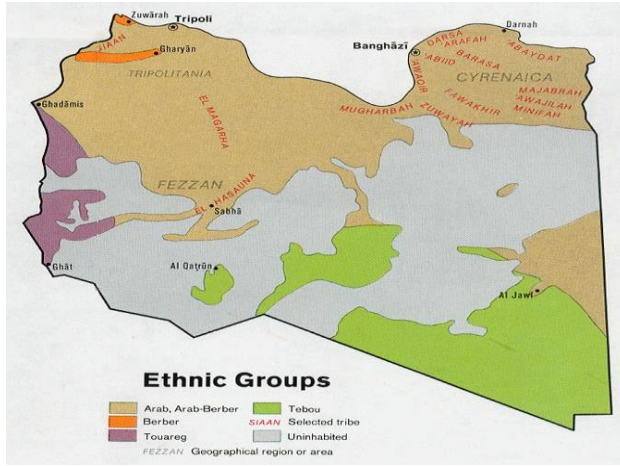 Zuwārah
Tripoli
JIAAN
Gharyān
TRIPOLITANIA
Ghadāmis
EL MAGARHA
Banghāzī
Darnah
DARSA
ARAFAH
ABAYDAT
'ABIID
BARASA
AWAQIR
CYRENAICA
FAWAKHIR
MAJABRAH
'AWAJILAH
MINIFAH
MUGHARBAH
ZUWAYAH
FEZZAN
EL HASAUNA
Sabhā
Ghāt
Al Qaṭrūn
Al Jawf
Ethnic Groups
Arab, Arab-Berber
Tebou
Berber
SIAAN Selected tribe
Touareg
Uninhabited
FEZZAN Geographical region or area